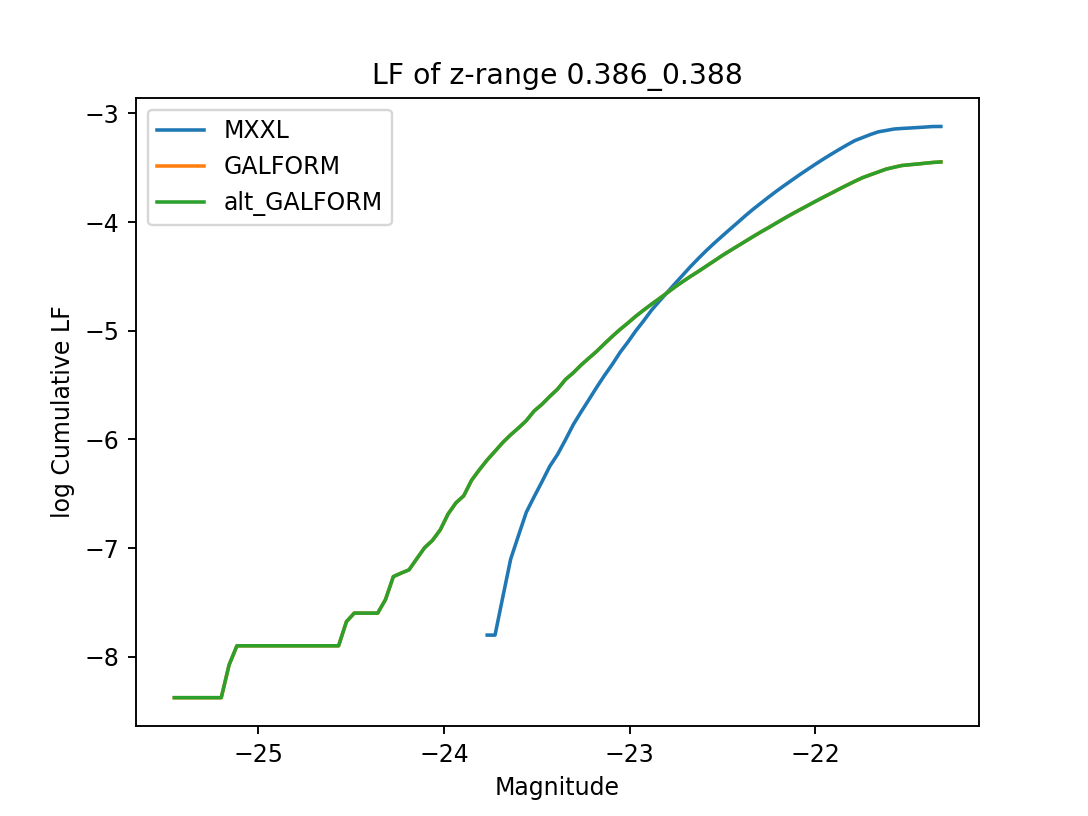 LF of z-range 0.386_0.388
MXXL
GALFORM
alt_GALFORM
−3
−4
−5
−6
−7
−8
log Cumulative LF
−25
−24
−23
−22
Magnitude